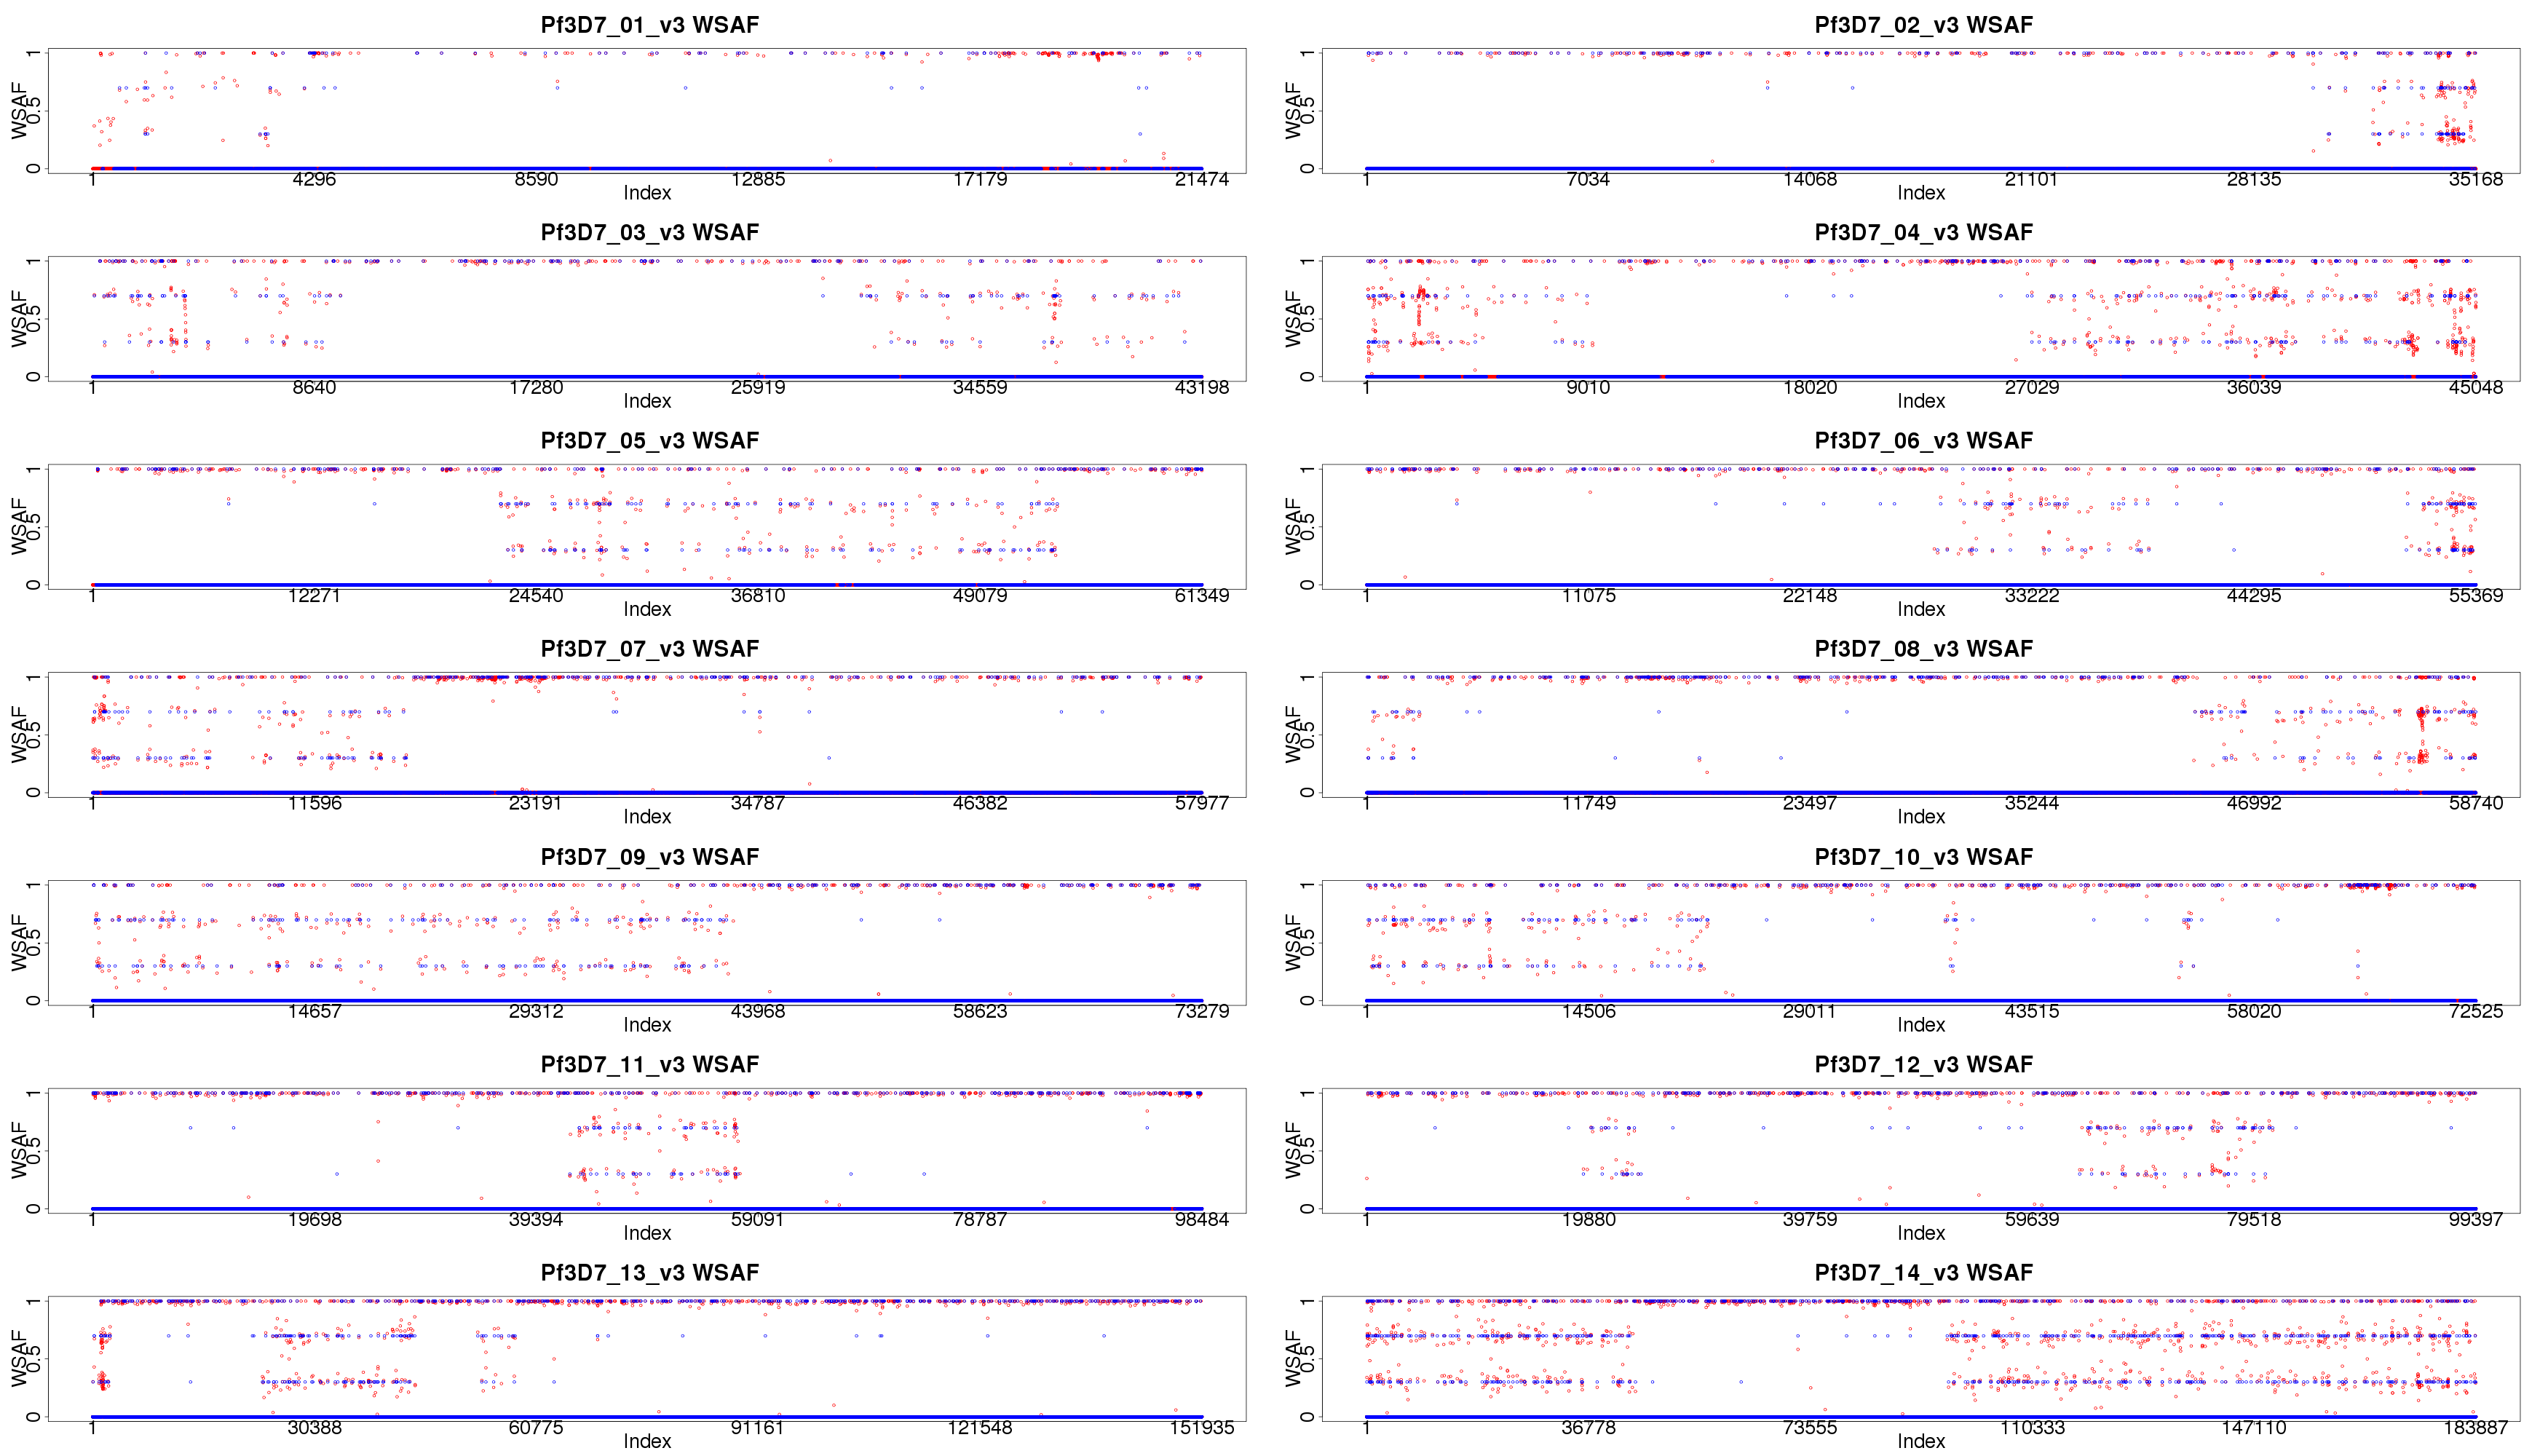 Pf3D7_01_v3 WSAF
WSAF
0 0.5 1
1 4296 8590 12885 17179 21474
Index
Pf3D7_02_v3 WSAF
WSAF
0 0.5 1
1 7034 14068 21101 28135 35168
Index
Pf3D7_03_v3 WSAF
WSAF
0 0.5 1
1 8640 17280 25919 34559 43198
Index
Pf3D7_04_v3 WSAF
WSAF
0 0.5 1
1 9010 18020 27029 36039 45048
Index
Pf3D7_05_v3 WSAF
WSAF
0 0.5 1
1 12271 24540 36810 49079 61349
Index
Pf3D7_06_v3 WSAF
WSAF
0 0.5 1
1 11075 22148 33222 44295 55369
Index
Pf3D7_07_v3 WSAF
WSAF
0 0.5 1
1 11596 23191 34787 46382 57977
Index
Pf3D7_08_v3 WSAF
WSAF
0 0.5 1
1 11749 23497 35244 46992 58740
Index
Pf3D7_09_v3 WSAF
WSAF
0 0.5 1
1 14657 29312 43968 58623 73279
Index
Pf3D7_10_v3 WSAF
WSAF
0 0.5 1
1 14506 29011 43515 58020 72525
Index
Pf3D7_11_v3 WSAF
WSAF
0 0.5 1
1 19698 39394 59091 78787 98484
Index
Pf3D7_12_v3 WSAF
WSAF
0 0.5 1
1 19880 39759 59639 79518 99397
Index
Pf3D7_13_v3 WSAF
WSAF
0 0.5 1
1 30388 60775 91161 121548 151935
Index
Pf3D7_14_v3 WSAF
WSAF
0 0.5 1
1 36778 73555 110333 147110 183887
Index